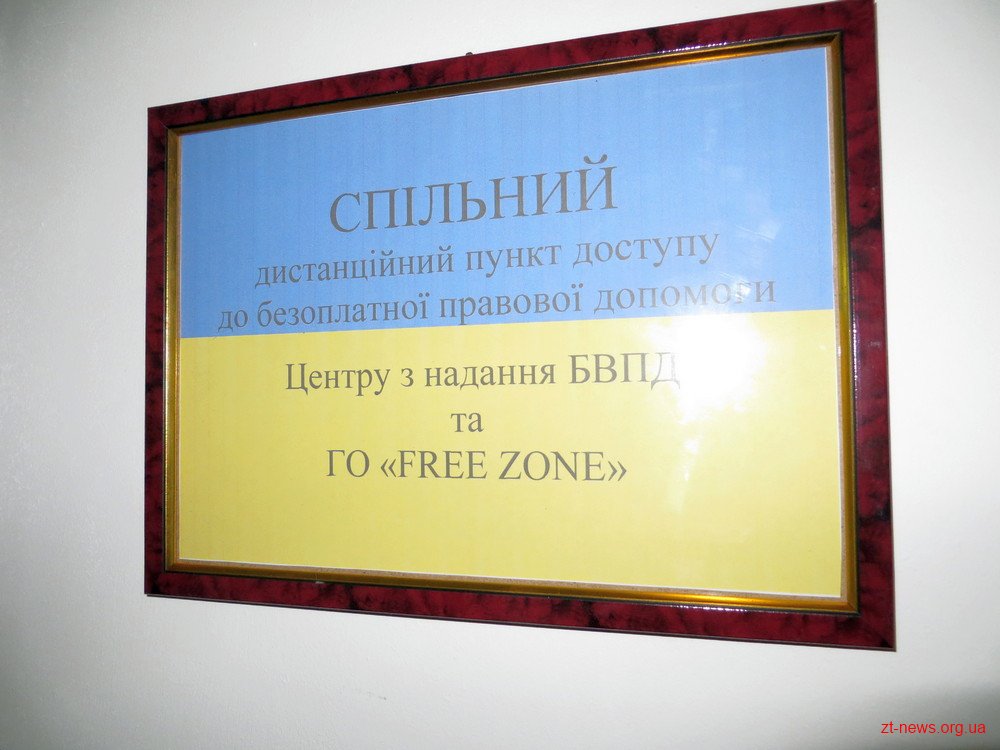 СПІЛЬНИЙ
дистанційний пункт доступу
до безоплатної правової допомоги
Центру з надання БВПД
та
ГО «FREE ZONE»
zt-news.org.ua